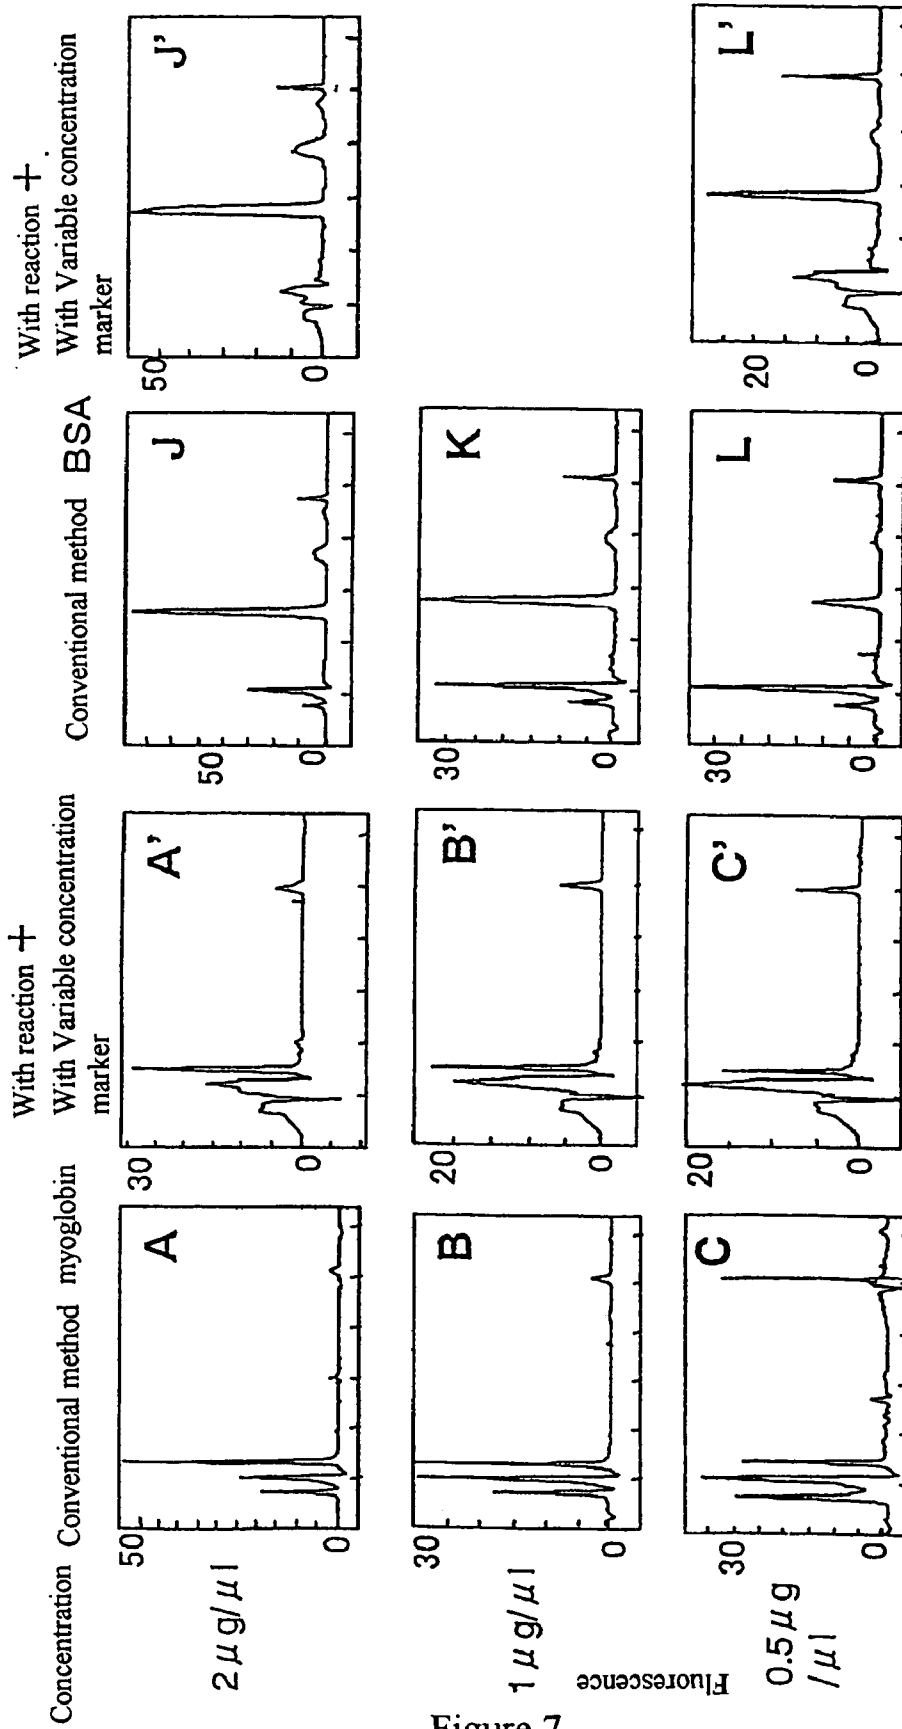 Concentration
Conventional method myoglobin
With reaction +
With Variable concentration
marker
Conventional method BSA
With reaction +
With Variable concentration
marker
2 μg/μl
50
0
A
30
0
A'
50
0
J
50
0
J'
1 μg/μl
30
0
B
20
0
B'
30
0
K
Fluorescence
0.5 μg
/μl
30
0
C
20
0
C'
30
0
L
20
0
L'
Figure 7